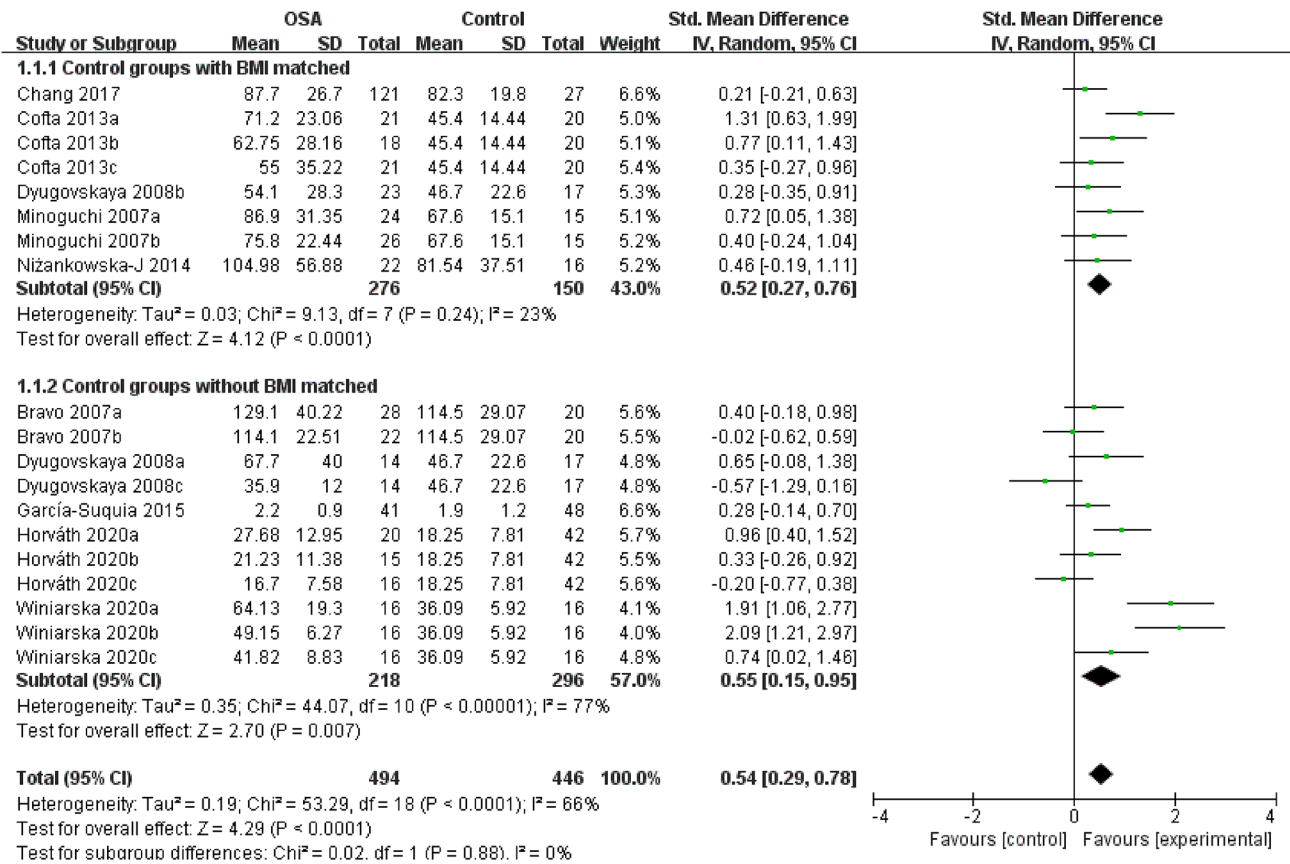 OSA Control Std. Mean Difference Std. Mean Difference
Study or Subgroup Mean SD Total Mean SD Total Weight IV, Random, 95% CI IV, Random, 95% CI
1.1.1 Control groups with BMI matched
Chang 2017 87.7 26.7 121 82.3 19.8 27 6.6% 0.21 [-0.21, 0.63]
Cofta 2013a 71.2 23.06 21 45.4 14.44 20 5.0% 1.31 [0.63, 1.99]
Cofta 2013b 62.75 28.16 18 45.4 14.44 20 5.1% 0.77 [0.11, 1.43]
Cofta 2013c 55 35.22 21 45.4 14.44 20 5.4% 0.35 [-0.27, 0.96]
Dyugovskaya 2008b 54.1 28.3 23 46.7 22.6 17 5.3% 0.28 [-0.35, 0.91]
Minoguchi 2007a 86.9 31.35 24 67.6 15.1 15 5.1% 0.72 [0.05, 1.38]
Minoguchi 2007b 75.8 22.44 26 67.6 15.1 15 5.2% 0.40 [-0.24, 1.04]
Niżankowska-J 2014 104.98 56.88 22 81.54 37.51 16 5.2% 0.46 [-0.19, 1.11]
Subtotal (95% CI) 276 150 43.0% 0.52 [0.27, 0.76]
Heterogeneity: Tau² = 0.03; Chi² = 9.13, df = 7 (P = 0.24); I² = 23%
Test for overall effect: Z = 4.12 (P < 0.0001)
1.1.2 Control groups without BMI matched
Bravo 2007a 129.1 40.22 28 114.5 29.07 20 5.6% 0.40 [-0.18, 0.98]
Bravo 2007b 114.1 22.51 22 114.5 29.07 20 5.5% -0.02 [-0.62, 0.59]
Dyugovskaya 2008a 67.7 40 14 46.7 22.6 17 4.8% 0.65 [-0.08, 1.38]
Dyugovskaya 2008c 35.9 12 14 46.7 22.6 17 4.8% -0.57 [-1.29, 0.16]
García-Suquia 2015 2.2 0.9 41 1.9 1.2 48 6.6% 0.28 [-0.14, 0.70]
Horváth 2020a 27.68 12.95 20 18.25 7.81 42 5.7% 0.96 [0.40, 1.52]
Horváth 2020b 21.23 11.38 15 18.25 7.81 42 5.5% 0.33 [-0.26, 0.92]
Horváth 2020c 16.7 7.58 16 18.25 7.81 42 5.6% -0.20 [-0.77, 0.38]
Winiarska 2020a 64.13 19.3 16 36.09 5.92 16 4.1% 1.91 [1.06, 2.77]
Winiarska 2020b 49.15 6.27 16 36.09 5.92 16 4.0% 2.09 [1.21, 2.97]
Winiarska 2020c 41.82 8.83 16 36.09 5.92 16 4.8% 0.74 [0.02, 1.46]
Subtotal (95% CI) 218 296 57.0% 0.55 [0.15, 0.95]
Heterogeneity: Tau² = 0.35; Chi² = 44.07, df = 10 (P < 0.00001); I² = 77%
Test for overall effect: Z = 2.70 (P = 0.007)
Total (95% CI) 494 446 100.0% 0.54 [0.29, 0.78]
Heterogeneity: Tau² = 0.19; Chi² = 53.29, df = 18 (P < 0.0001); I² = 66%
Test for overall effect: Z = 4.29 (P < 0.0001)
Test for subgroup differences: Chi² = 0.02, df = 1 (P = 0.88), I² = 0%
-4 -2 0 2 4
Favours [control] Favours [experimental]